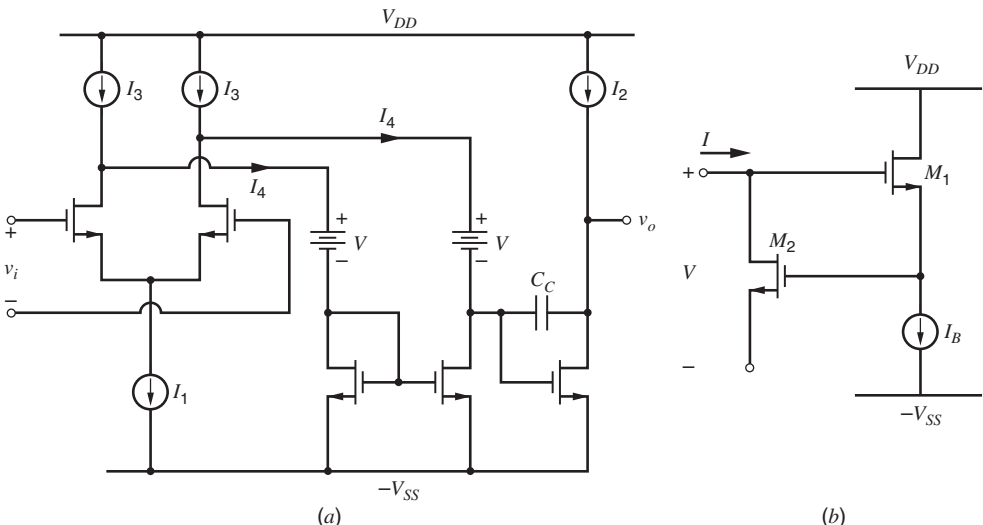 V_DD
I_3
I_3
I_2
I_4
I_4
+
V
−
+
V
−
v_o
+
v_i
−
C_C
I_1
−V_SS
(a)
V_DD
I
+
M_1
M_2
V
I_B
−
−V_SS
(b)